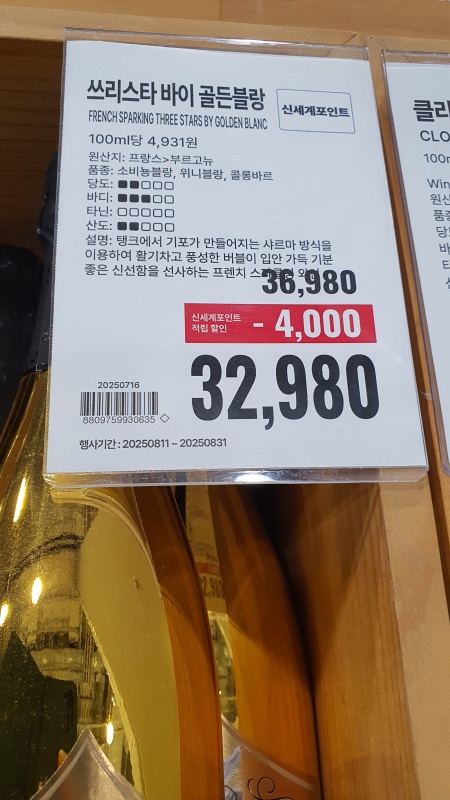 쓰리스타 바이 골든블랑
신세계포인트
FRENCH SPARKING THREE STARS BY GOLDEN BLANC
100ml당 4,931원
원산지: 프랑스>부르고뉴
품종: 소비뇽블랑, 위니블랑, 콜롱바르
당도: ■■□□□
바디: ■■■□□
타닌: □□□□□
산도: ■■□□□
설명: 탱크에서 기포가 만들어지는 샤르마 방식을
이용하여 활기차고 풍성한 버블이 입안 가득 기분
좋은 신선함을 선사하는 프렌치
36,980
신세계포인트
적립 할인
- 4,000
32,980
20250716
8809759930635 ◇
행사기간 : 20250811 ~ 20250831
클라
CLO
100m
Win
원산
품종
당도
바디